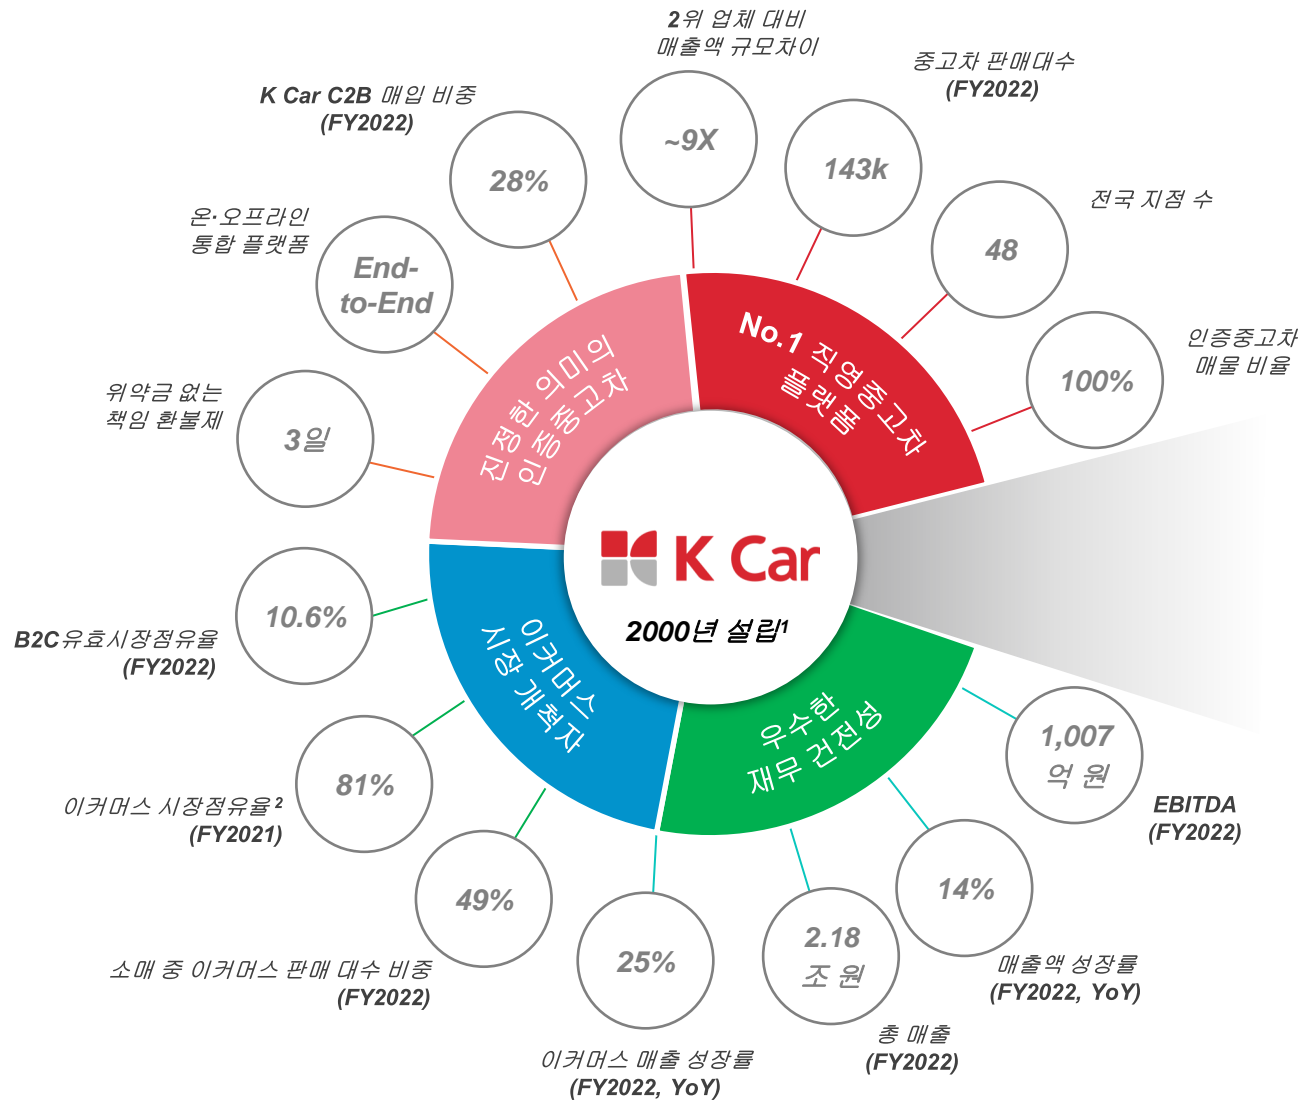 2위 업체 대비
매출액 규모차이
~9X
중고차 판매대수
(FY2022)
143k
전국 지점 수
48
인증중고차
매물 비율
100%
No.1 직영중고차
플랫폼
K Car C2B 매입 비중
(FY2022)
28%
온·오프라인
통합 플랫폼
End-
to-End
위약금 없는
책임 환불제
3일
진정한 의미의
인증중고차
K Car
2000년 설립1
B2C유효시장점유율
(FY2022)
10.6%
이커머스 시장점유율2
(FY2021)
81%
소매 중 이커머스 판매 대수 비중
(FY2022)
49%
이커머스
시장 개척자
우수한
재무 건전성
1,007
억 원
EBITDA
(FY2022)
14%
매출액 성장률
(FY2022, YoY)
2.18
조 원
총 매출
(FY2022)
25%
이커머스 매출 성장률
(FY2022, YoY)